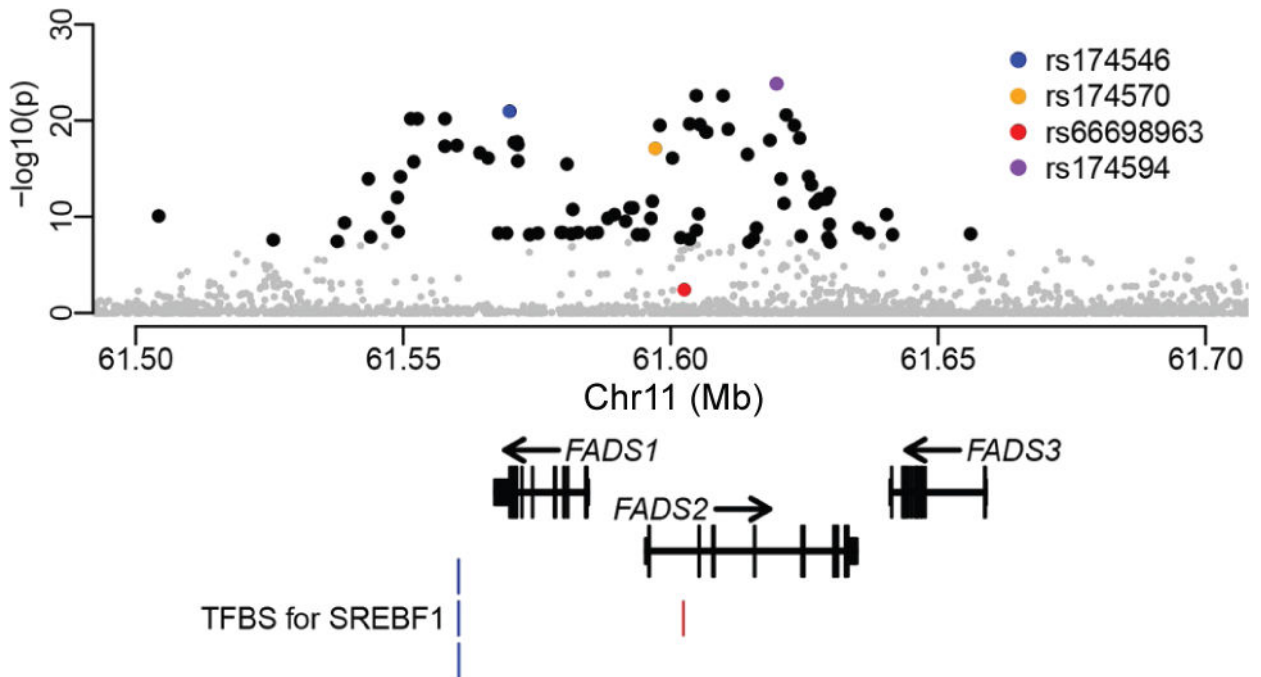 30
20
10
0
−log10(p)
rs174546
rs174570
rs66698963
rs174594
61.50 61.55 61.60 61.65 61.70
Chr11 (Mb)
FADS1 FADS3
FADS2
TFBS for SREBF1